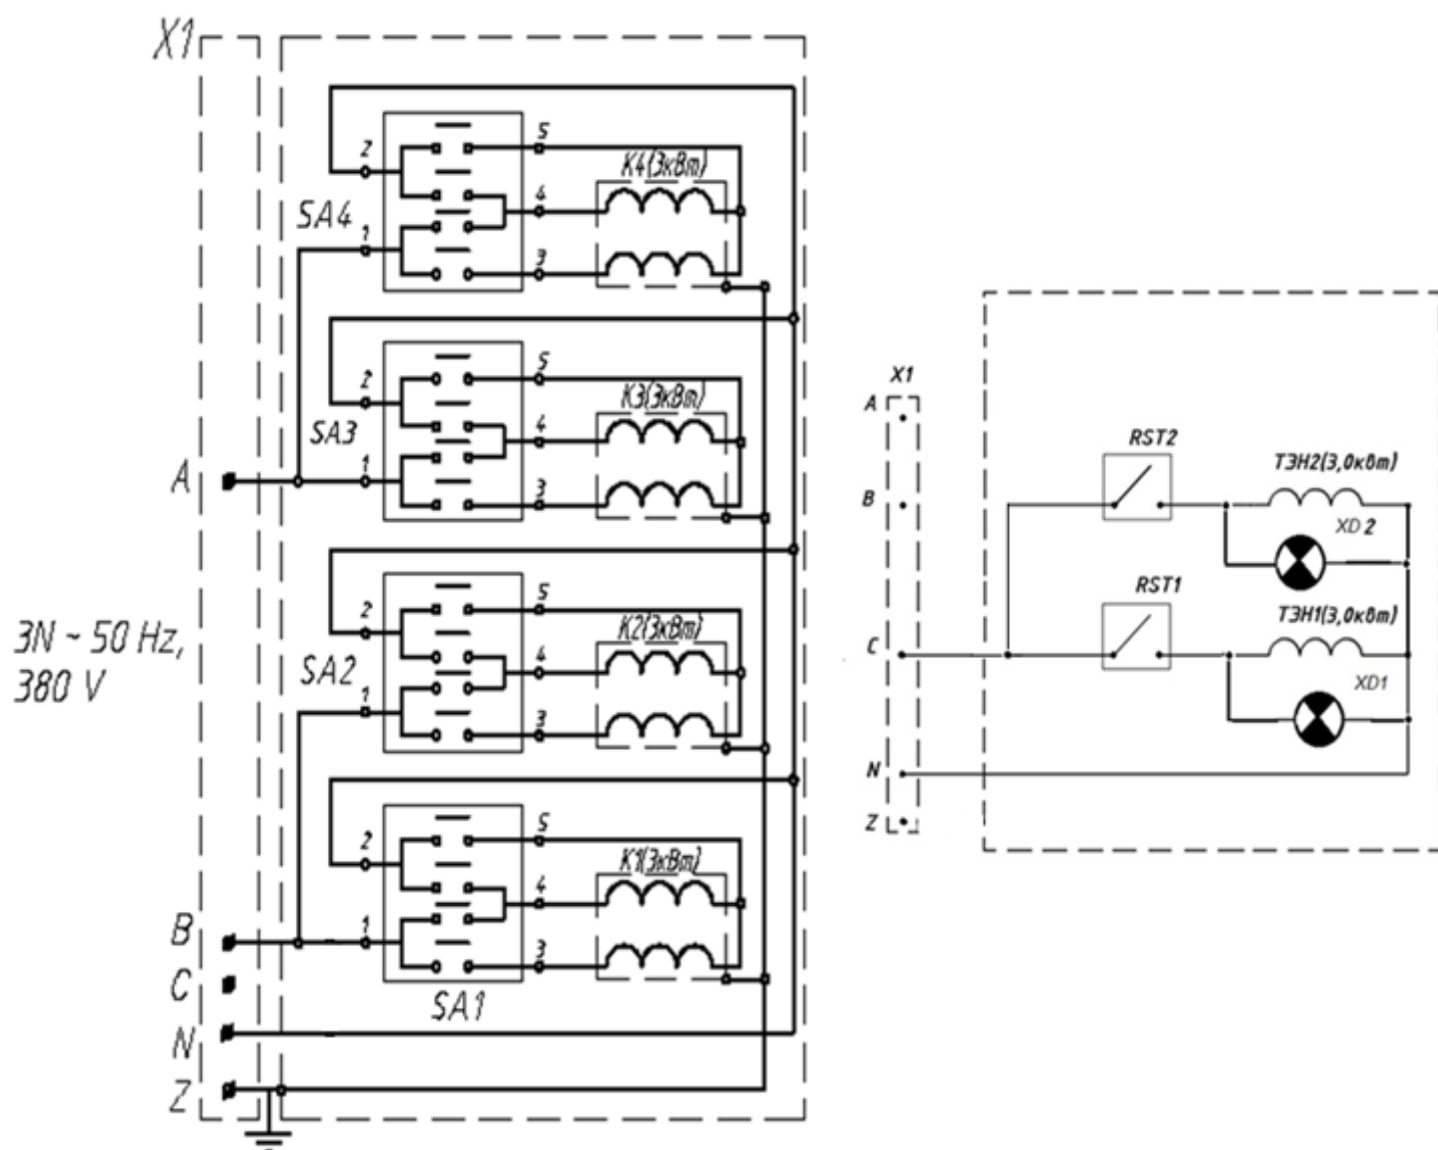 X1
2
5
K4(3кВт)
4
SA4
1
3
2
5
K3(3кВт)
SA3
4
1
3
A
2
5
K2(3кВт)
SA2
4
1
3
3N ~ 50 Hz,
380 V
2
5
K1(3кВт)
4
1
3
B
C
SA1
N
Z
X1
A
B
C
N
Z
RST2
ТЭН2(3,0квт)
XD 2
RST1
ТЭН1(3,0квт)
XD1